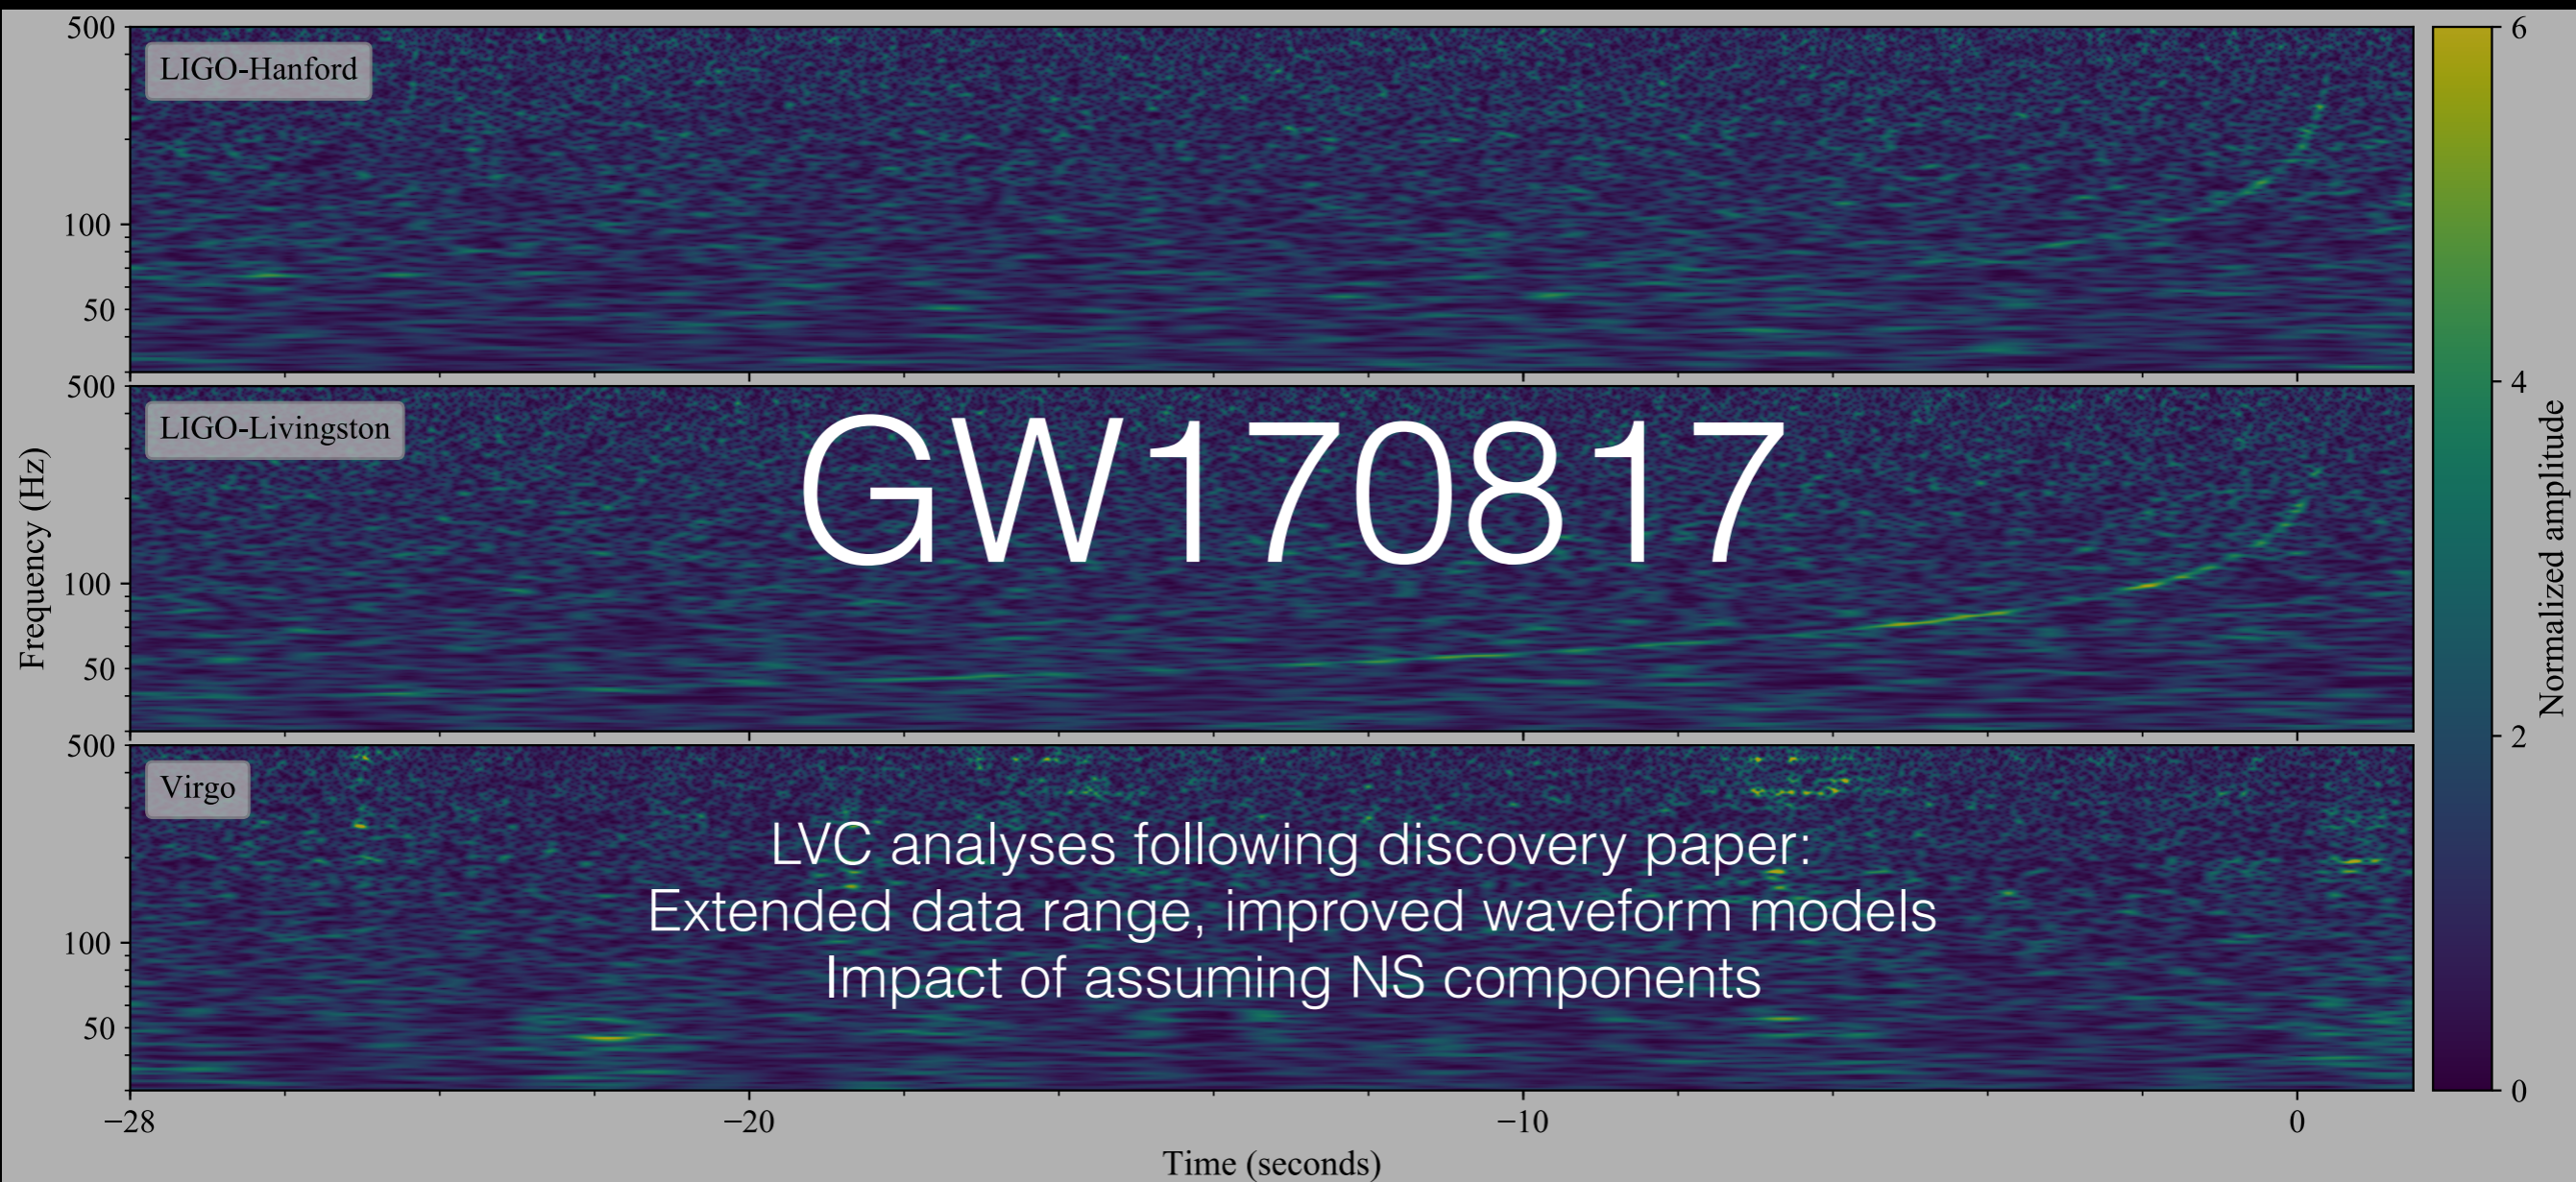 500
LIGO-Hanford
100
50
500
LIGO-Livingston
GW170817
100
50
500
Virgo
LVC analyses following discovery paper:
Extended data range, improved waveform models
Impact of assuming NS components
100
50
−28
−20
−10
0
Time (seconds)
Frequency (Hz)
6
4
2
0
Normalized amplitude